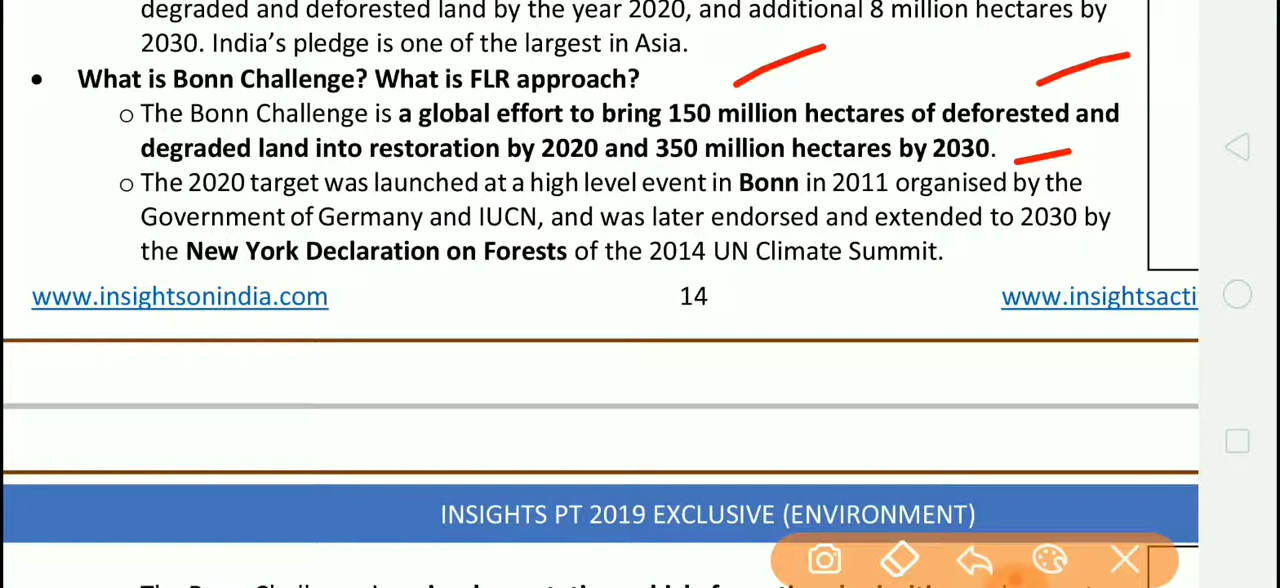 degraded and deforested land by the year 2020, and additional 8 million hectares by
2030. India’s pledge is one of the largest in Asia.
• What is Bonn Challenge? What is FLR approach?
o The Bonn Challenge is a global effort to bring 150 million hectares of deforested and
degraded land into restoration by 2020 and 350 million hectares by 2030.
o The 2020 target was launched at a high level event in Bonn in 2011 organised by the
Government of Germany and IUCN, and was later endorsed and extended to 2030 by
the New York Declaration on Forests of the 2014 UN Climate Summit.
www.insightsonindia.com 14 www.insightsacti
INSIGHTS PT 2019 EXCLUSIVE (ENVIRONMENT)
The Bonn Challenge